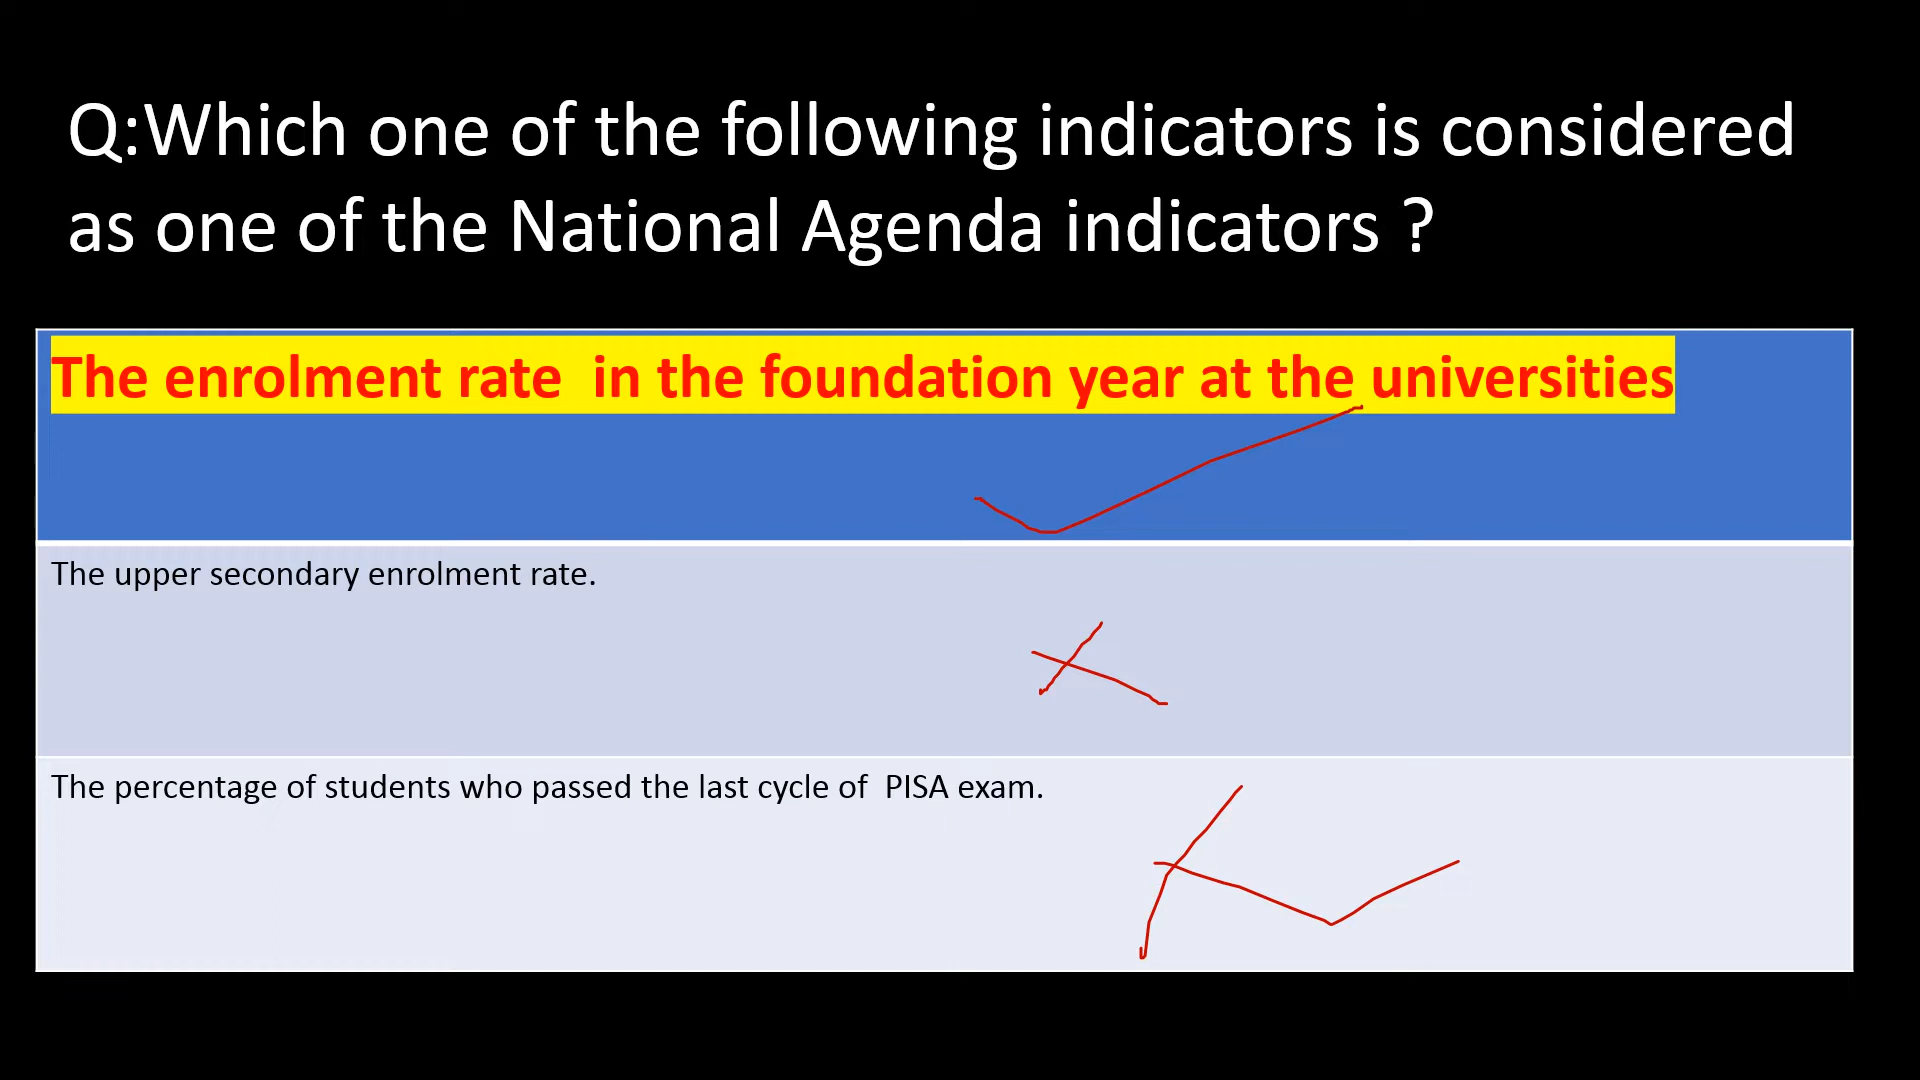 Q:Which one of the following indicators is considered
as one of the National Agenda indicators ?
The enrolment rate  in the foundation year at the universities
The upper secondary enrolment rate.
The percentage of students who passed the last cycle of  PISA exam.